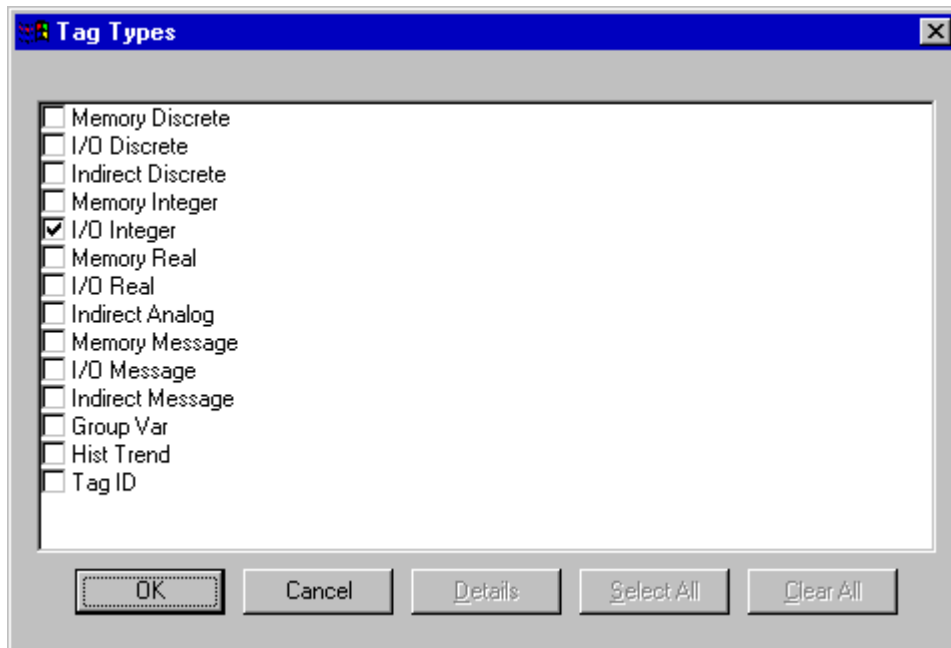 Tag Types
Memory Discrete
I/O Discrete
Indirect Discrete
Memory Integer
I/O Integer
Memory Real
I/O Real
Indirect Analog
Memory Message
I/O Message
Indirect Message
Group Var
Hist Trend
Tag ID
OK Cancel Details Select All Clear All